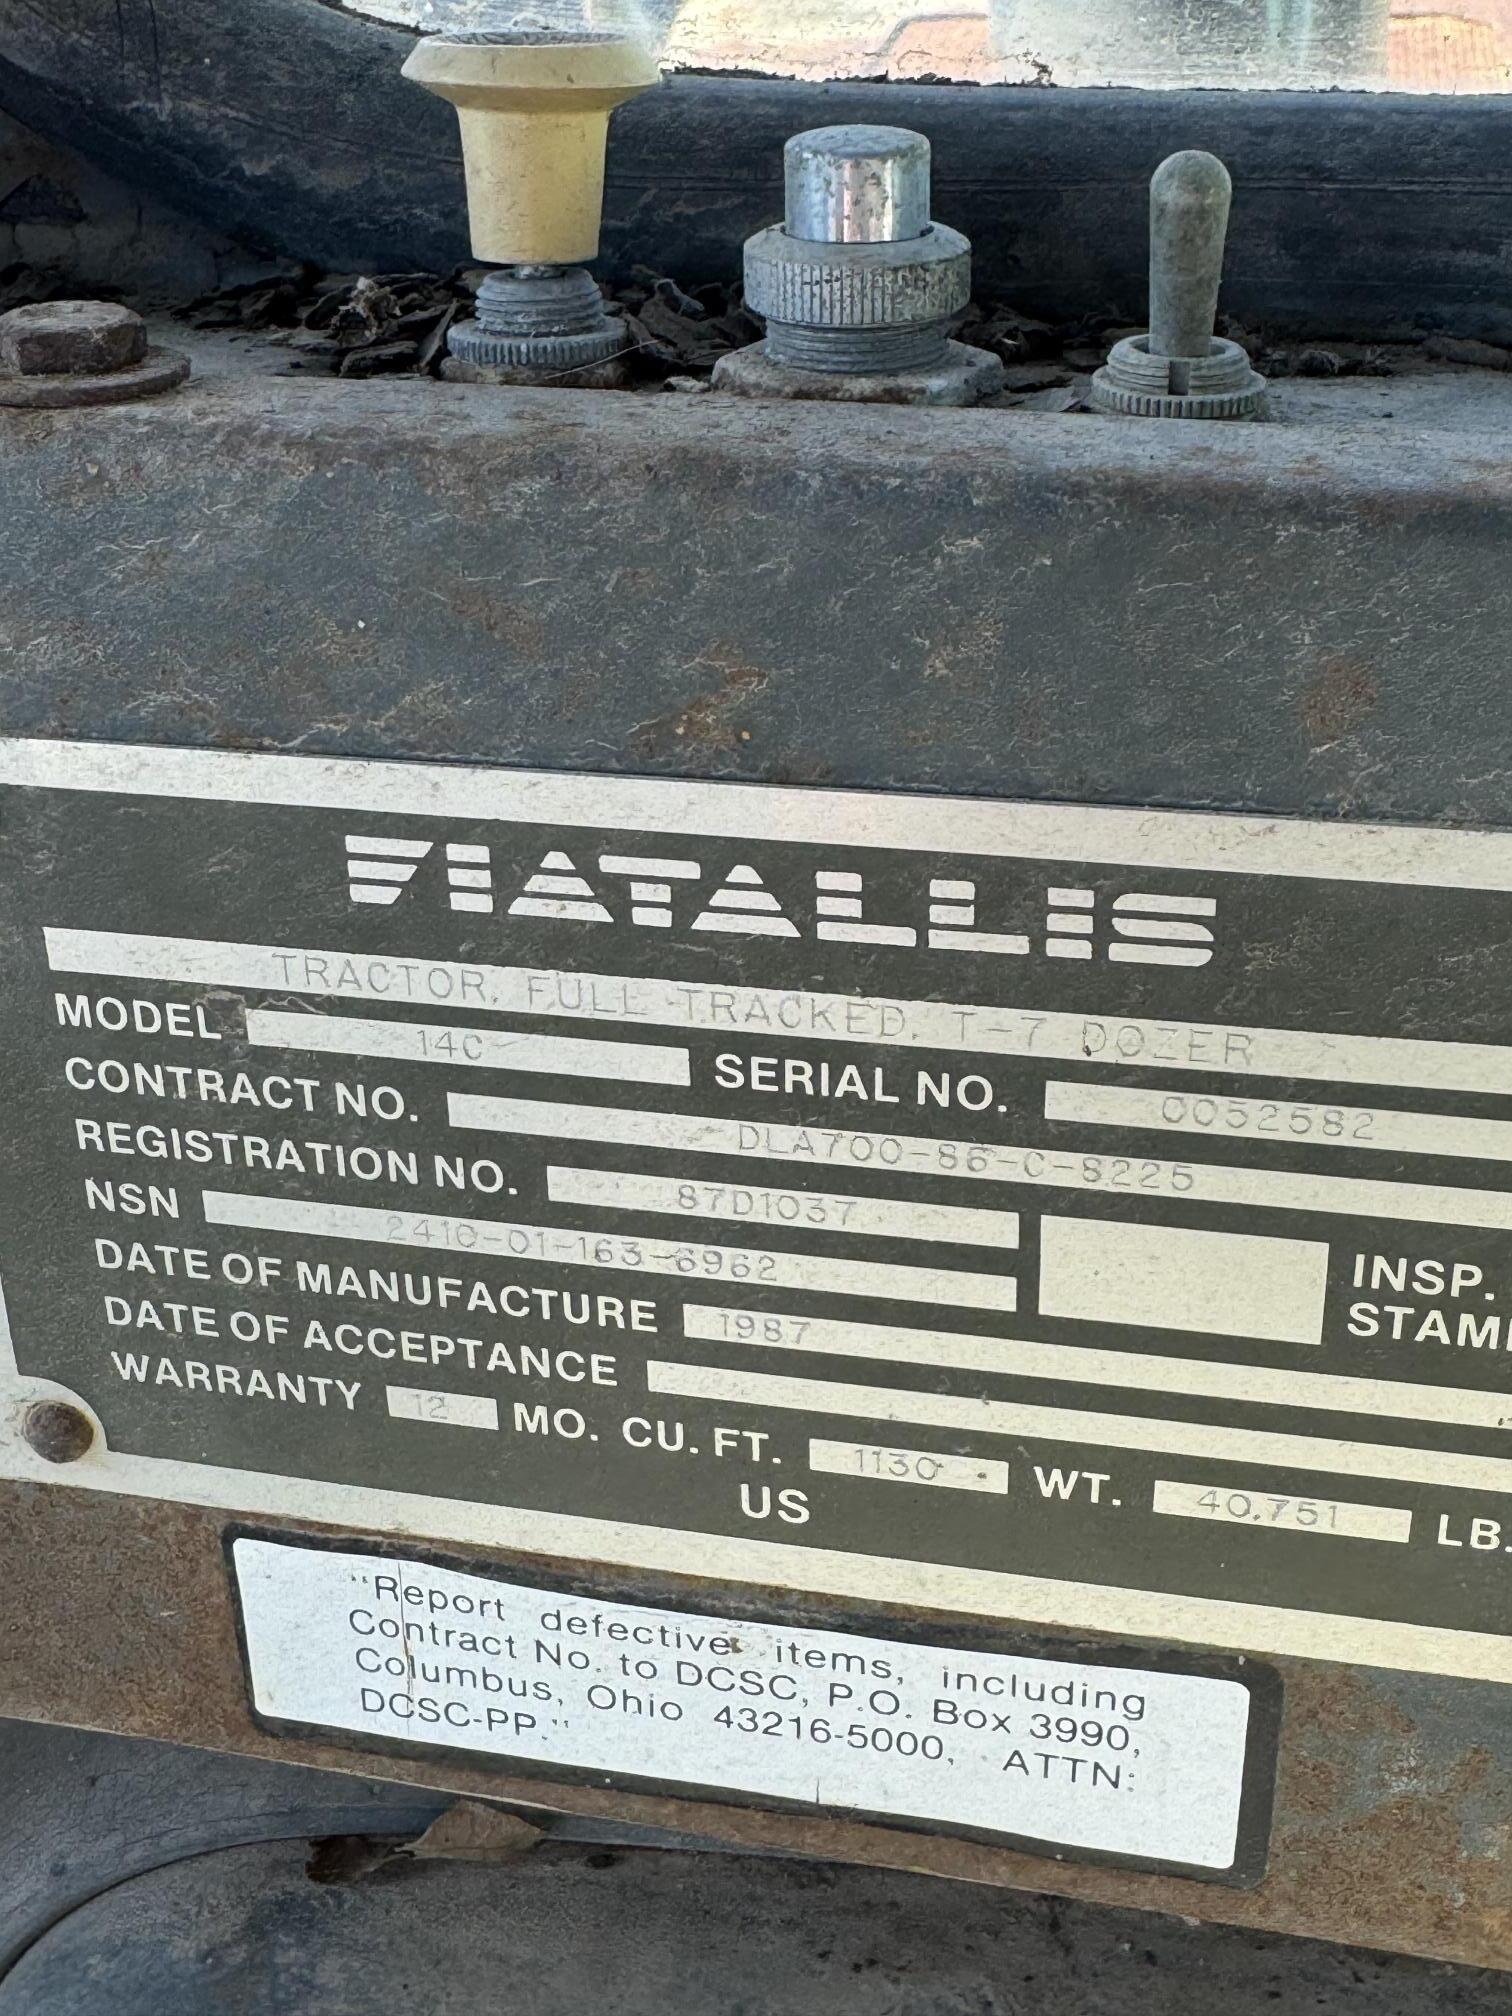 FIATALLIS
TRACTOR, FULL TRACKED, T-7 DOZER
MODEL 14C SERIAL NO. 0052582
CONTRACT NO. DLA700-86-C-8225
REGISTRATION NO. 87D1037
NSN 2410-01-163-6962 INSP.
DATE OF MANUFACTURE 1987
DATE OF ACCEPTANCE
WARRANTY 12 MO. CU. FT. 1130 WT. 40,751 LB.
US
"Report defective items, including
Contract No. to DCSC, P.O. Box 3990,
Columbus, Ohio 43216-5000, ATTN:
DCSC-PP."